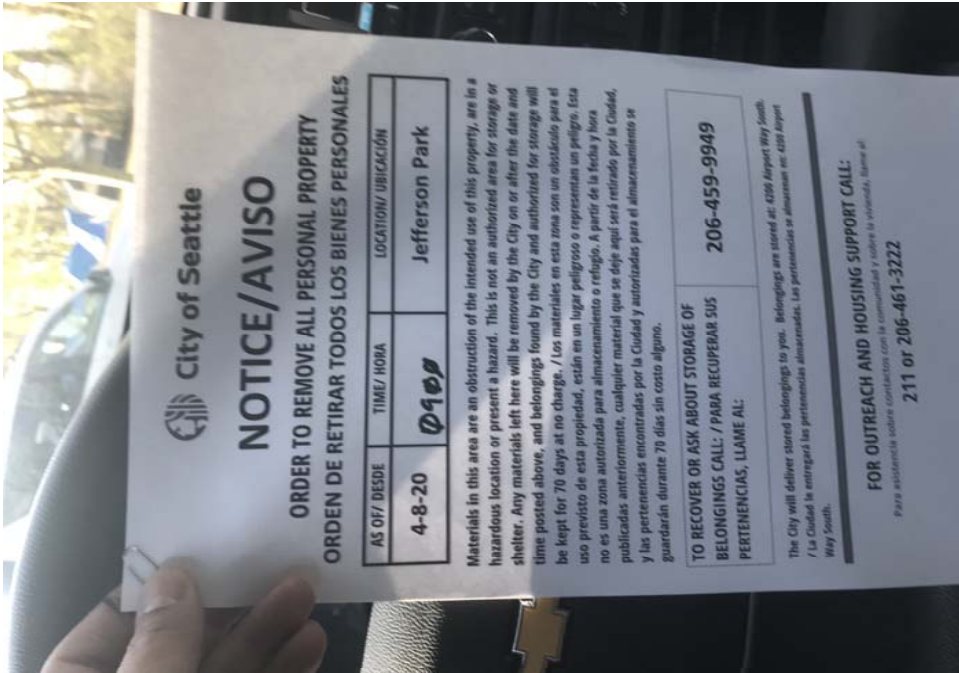 City of Seattle
NOTICE/AVISO
ORDER TO REMOVE ALL PERSONAL PROPERTY
ORDEN DE RETIRAR TODOS LOS BIENES PERSONALES
AS OF/ DESDE TIME/ HORA LOCATION/ UBICACIÓN
4-8-20 0900 Jefferson Park
Materials in this area are an obstruction of the intended use of this property, are in a
hazardous location or present a hazard. This is not an authorized area for storage or
shelter. Any materials left here will be removed by the City on or after the date and
time posted above, and belongings found by the City and authorized for storage will
be kept for 70 days at no charge. / Los materiales en esta zona son un obstáculo para el
uso previsto de esta propiedad, están en un lugar peligroso o representan un peligro. Esta
no es una zona autorizada para almacenamiento o refugio. A partir de la fecha y hora
publicadas anteriormente, cualquier material que se deje aquí será retirado por la Ciudad,
y las pertenencias encontradas por la Ciudad y autorizadas para el almacenamiento se
guardarán durante 70 días sin costo alguno.
TO RECOVER OR ASK ABOUT STORAGE OF
BELONGINGS CALL: / PARA RECUPERAR SUS
PERTENENCIAS, LLAME AL:
206-459-9949
The City will deliver stored belongings to you. Belongings are stored at: 4200 Airport Way South.
/ La Ciudad le entregará las pertenencias almacenadas. Las pertenencias se almacenan en: 4200 Airport
Way South.
FOR OUTREACH AND HOUSING SUPPORT CALL:
Para asistencia sobre contactos con la comunidad y sobre la vivienda, llame al:
211 or 206-461-3222